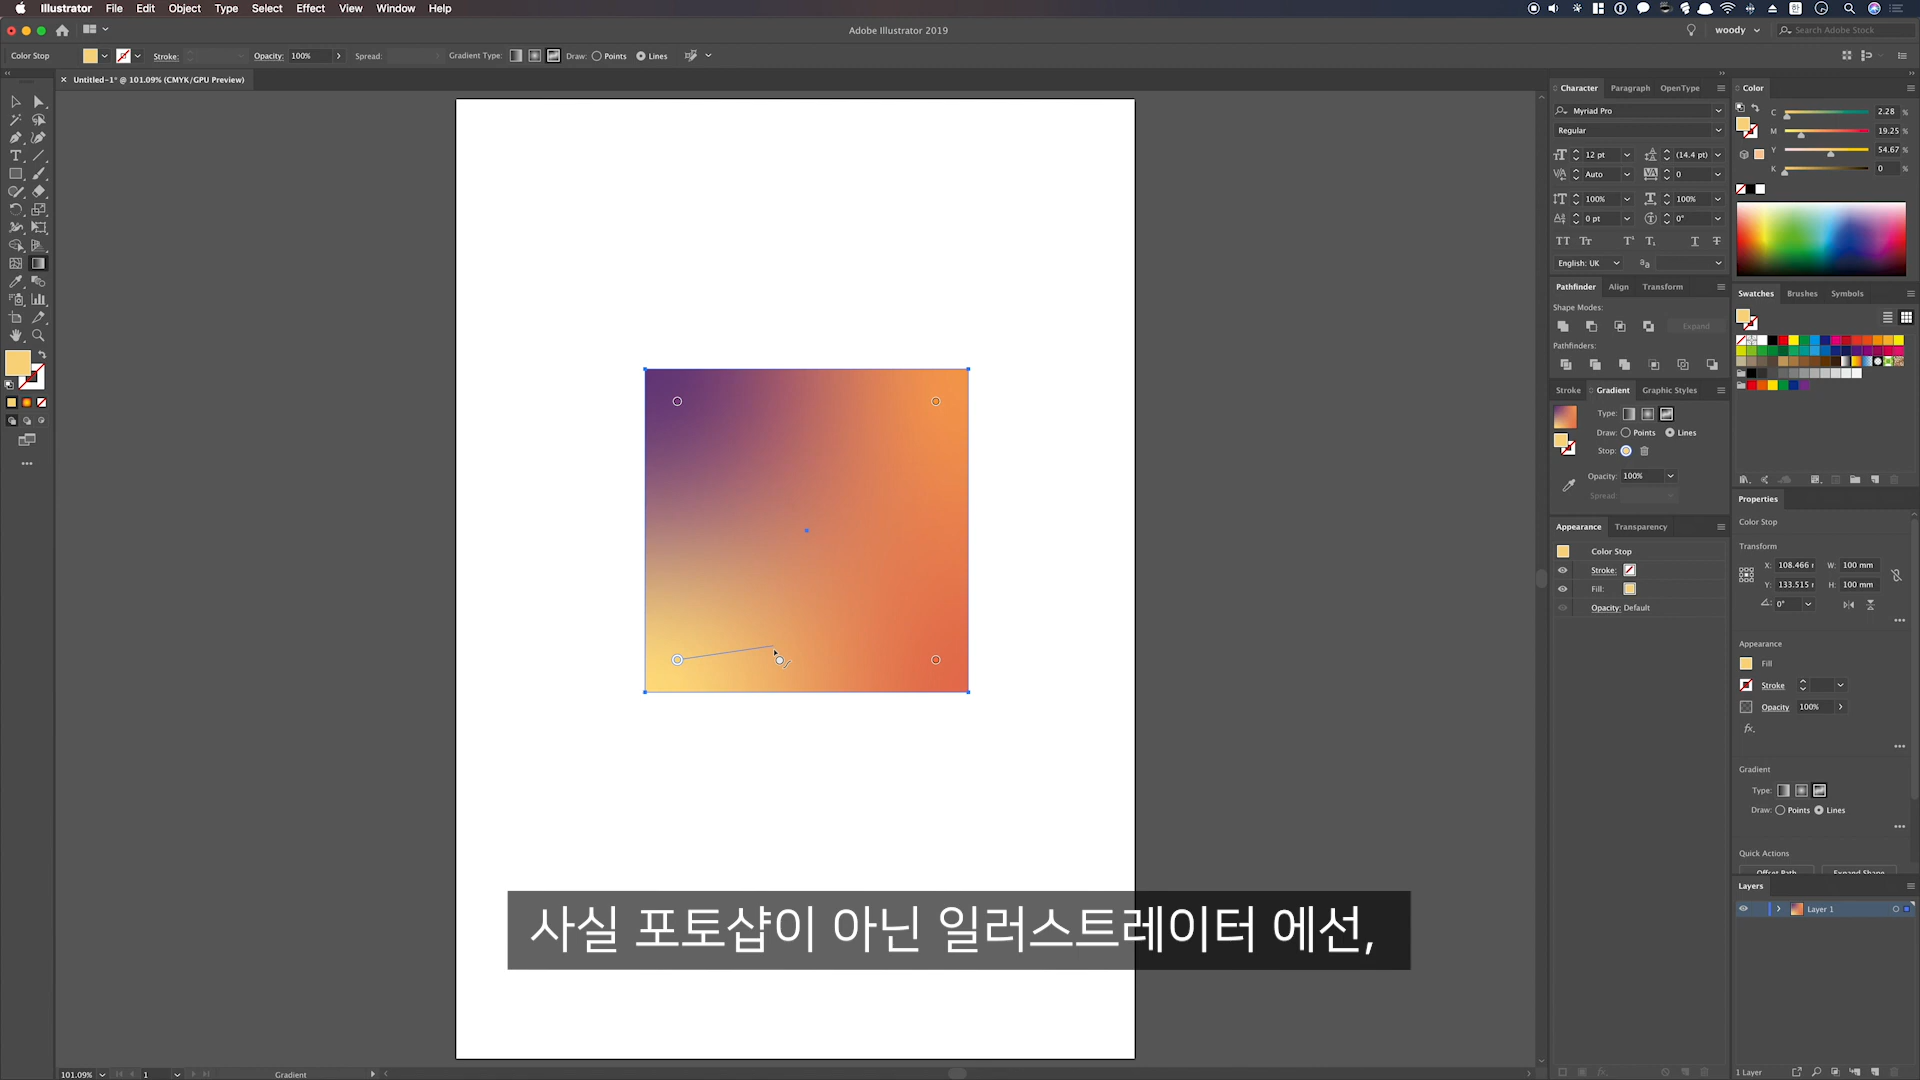 Illustrator File Edit Object Type Select Effect View Window Help
Adobe Illustrator 2019
woody
Search Adobe Stock
Color Stop
Stroke:
Opacity: 100%
Spread:
Gradient Type:
Draw: Points Lines
Untitled-1* @ 101.09% (CMYK/GPU Preview)
Character Paragraph OpenType
Myriad Pro
Regular
12 pt (14.4 pt)
Auto 0
100% 100%
0 pt 0°
English: UK
Pathfinder Align Transform
Shape Modes:
Expand
Pathfinders:
Stroke Gradient Graphic Styles
Type:
Draw: Points Lines
Stop:
Opacity: 100%
Spread:
Appearance Transparency
Color Stop
Stroke:
Fill:
Opacity: Default
Color
C 2.28 %
M 19.25 %
Y 54.67 %
K 0 %
Swatches Brushes Symbols
Properties
Color Stop
Transform
X: 108.466 W: 100 mm
Y: 133.515 H: 100 mm
0°
Appearance
Fill
Stroke
Opacity 100%
fx.
Gradient
Type:
Draw: Points Lines
Quick Actions
Offset Path Expand Shape
Layers
Layer 1
1 Layer
사실 포토샵이 아닌 일러스트레이터 에선,
101.09% 1 Gradient